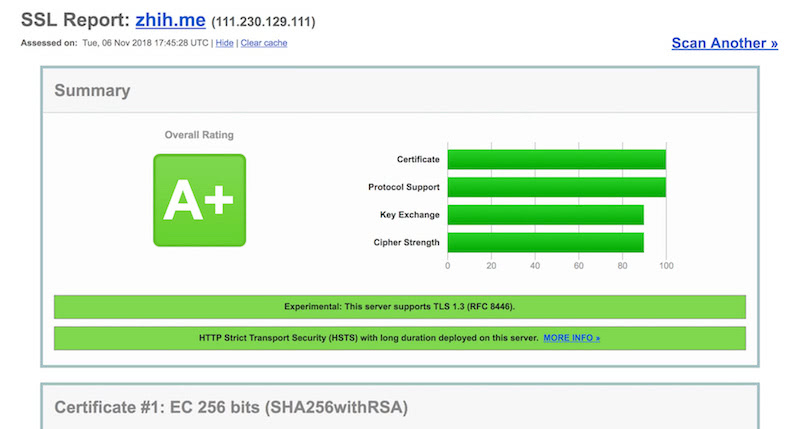 SSL Report: zhih.me (111.230.129.111)
Assessed on: Tue, 06 Nov 2018 17:45:28 UTC | Hide | Clear cache
Scan Another »
Summary
Overall Rating
A+
Certificate
Protocol Support
Key Exchange
Cipher Strength
0 20 40 60 80 100
Experimental: This server supports TLS 1.3 (RFC 8446).
HTTP Strict Transport Security (HSTS) with long duration deployed on this server. MORE INFO »
Certificate #1: EC 256 bits (SHA256withRSA)